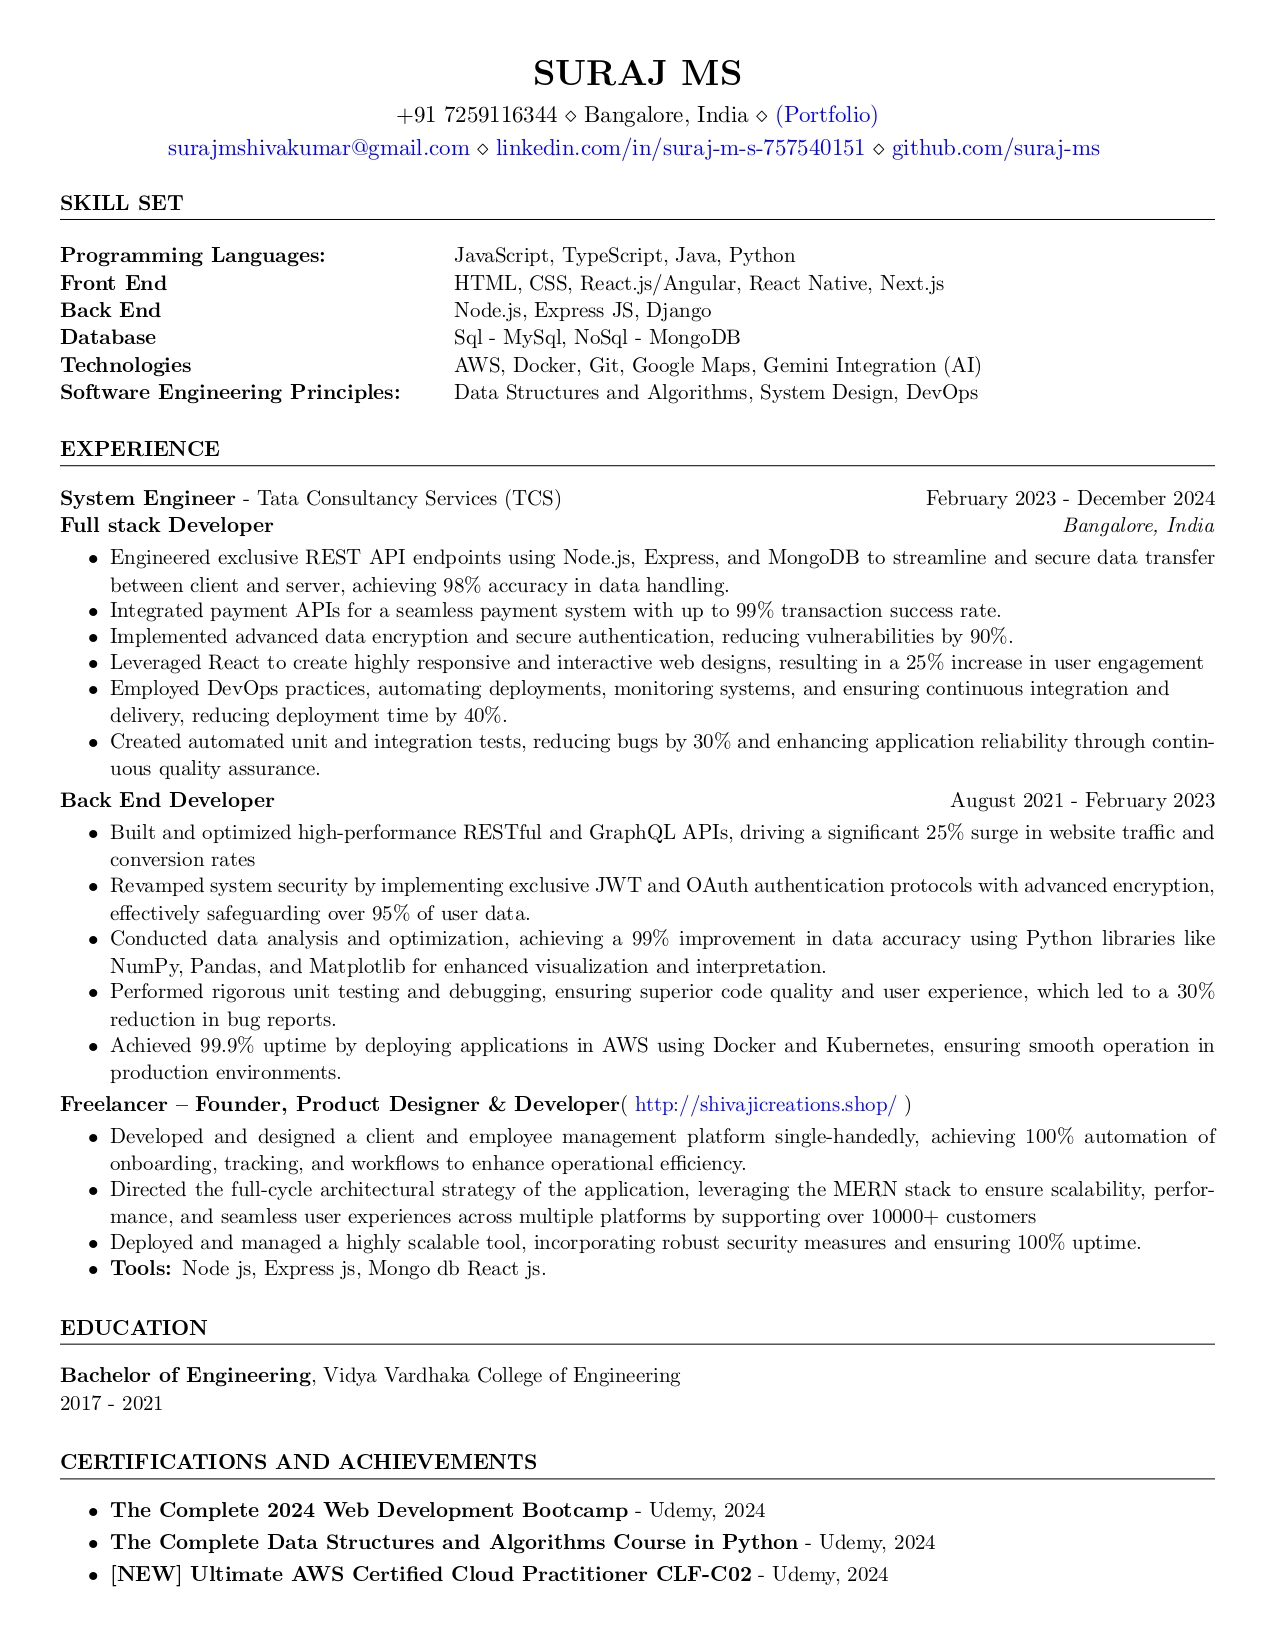 SURAJ MS
+91 7259116344 ⋄ Bangalore, India ⋄ (Portfolio)
surajmshivakumar@gmail.com ⋄ linkedin.com/in/suraj-m-s-757540151 ⋄ github.com/suraj-ms
SKILL SET
Programming Languages: JavaScript, TypeScript, Java, Python
Front End HTML, CSS, React.js/Angular, React Native, Next.js
Back End Node.js, Express JS, Django
Database Sql - MySql, NoSql - MongoDB
Technologies AWS, Docker, Git, Google Maps, Gemini Integration (AI)
Software Engineering Principles: Data Structures and Algorithms, System Design, DevOps
EXPERIENCE
System Engineer - Tata Consultancy Services (TCS) February 2023 - December 2024
Full stack Developer Bangalore, India
• Engineered exclusive REST API endpoints using Node.js, Express, and MongoDB to streamline and secure data transfer
between client and server, achieving 98% accuracy in data handling.
• Integrated payment APIs for a seamless payment system with up to 99% transaction success rate.
• Implemented advanced data encryption and secure authentication, reducing vulnerabilities by 90%.
• Leveraged React to create highly responsive and interactive web designs, resulting in a 25% increase in user engagement
• Employed DevOps practices, automating deployments, monitoring systems, and ensuring continuous integration and
delivery, reducing deployment time by 40%.
• Created automated unit and integration tests, reducing bugs by 30% and enhancing application reliability through contin-
uous quality assurance.
Back End Developer August 2021 - February 2023
• Built and optimized high-performance RESTful and GraphQL APIs, driving a significant 25% surge in website traffic and
conversion rates
• Revamped system security by implementing exclusive JWT and OAuth authentication protocols with advanced encryption,
effectively safeguarding over 95% of user data.
• Conducted data analysis and optimization, achieving a 99% improvement in data accuracy using Python libraries like
NumPy, Pandas, and Matplotlib for enhanced visualization and interpretation.
• Performed rigorous unit testing and debugging, ensuring superior code quality and user experience, which led to a 30%
reduction in bug reports.
• Achieved 99.9% uptime by deploying applications in AWS using Docker and Kubernetes, ensuring smooth operation in
production environments.
Freelancer – Founder, Product Designer & Developer( http://shivajicreations.shop/ )
• Developed and designed a client and employee management platform single-handedly, achieving 100% automation of
onboarding, tracking, and workflows to enhance operational efficiency.
• Directed the full-cycle architectural strategy of the application, leveraging the MERN stack to ensure scalability, perfor-
mance, and seamless user experiences across multiple platforms by supporting over 10000+ customers
• Deployed and managed a highly scalable tool, incorporating robust security measures and ensuring 100% uptime.
• Tools: Node js, Express js, Mongo db React js.
EDUCATION
Bachelor of Engineering, Vidya Vardhaka College of Engineering
2017 - 2021
CERTIFICATIONS AND ACHIEVEMENTS
• The Complete 2024 Web Development Bootcamp - Udemy, 2024
• The Complete Data Structures and Algorithms Course in Python - Udemy, 2024
• [NEW] Ultimate AWS Certified Cloud Practitioner CLF-C02 - Udemy, 2024